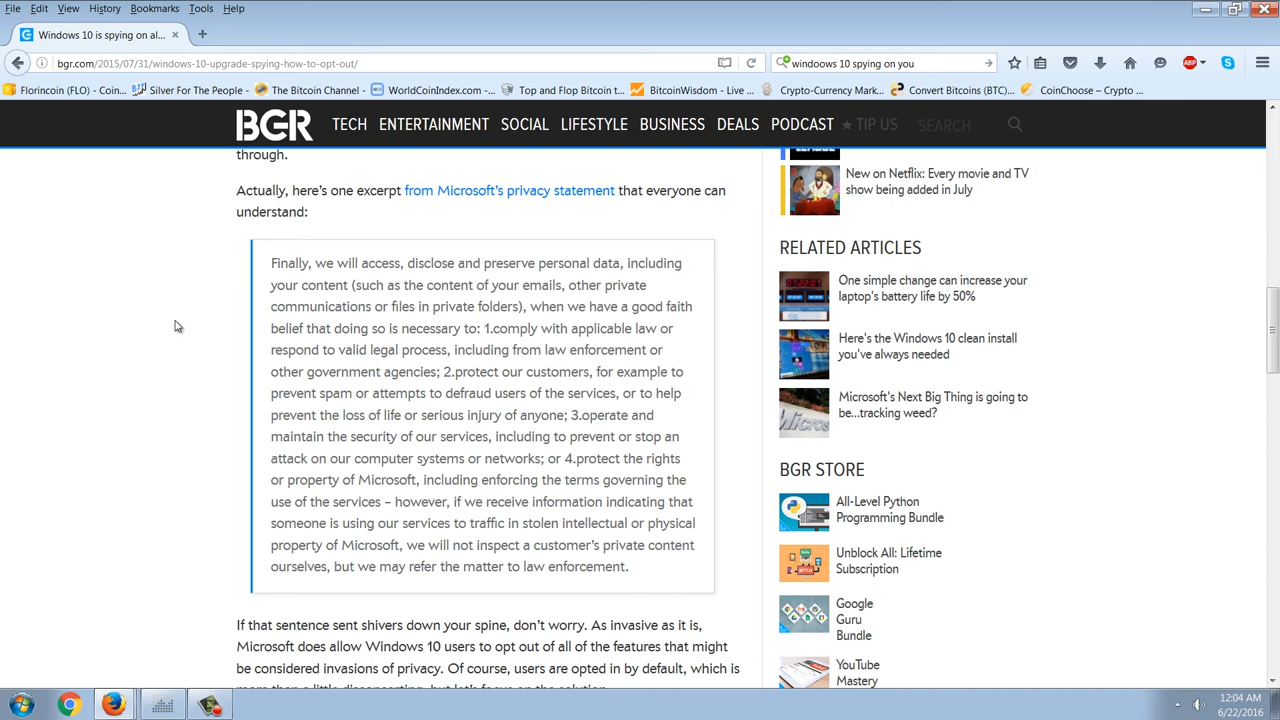 File Edit View History Bookmarks Tools Help
Windows 10 is spying on al...
bgr.com/2015/07/31/windows-10-upgrade-spying-how-to-opt-out/
windoows 10 spying on you
ABP
Florincoin (FLO) - Coin... Silver For The People - The Bitcoin Channel - WorldCoinIndex.com -... Top and Flop Bitcoin t... BitcoinWisdom - Live ... Crypto-Currency Mark... Convert Bitcoins (BTC)... CoinChoose – Crypto ...
BGR TECH ENTERTAINMENT SOCIAL LIFESTYLE BUSINESS DEALS PODCAST ★ TIP US SEARCH
through.
Actually, here's one excerpt from Microsoft's privacy statement that everyone can
understand:
Finally, we will access, disclose and preserve personal data, including
your content (such as the content of your emails, other private
communications or files in private folders), when we have a good faith
belief that doing so is necessary to: 1.comply with applicable law or
respond to valid legal process, including from law enforcement or
other government agencies; 2.protect our customers, for example to
prevent spam or attempts to defraud users of the services, or to help
prevent the loss of life or serious injury of anyone; 3.operate and
maintain the security of our services, including to prevent or stop an
attack on our computer systems or networks; or 4.protect the rights
or property of Microsoft, including enforcing the terms governing the
use of the services – however, if we receive information indicating that
someone is using our services to traffic in stolen intellectual or physical
property of Microsoft, we will not inspect a customer's private content
ourselves, but we may refer the matter to law enforcement.
If that sentence sent shivers down your spine, don't worry. As invasive as it is,
Microsoft does allow Windows 10 users to opt out of all of the features that might
be considered invasions of privacy. Of course, users are opted in by default, which is
more than a little disconcerting, but let's focus on the solution.
New on Netflix: Every movie and TV
show being added in July
RELATED ARTICLES
One simple change can increase your
laptop's battery life by 50%
Here's the Windows 10 clean install
you've always needed
Microsoft's Next Big Thing is going to
be...tracking weed?
BGR STORE
All-Level Python
Programming Bundle
Unblock All: Lifetime
Subscription
Google
Guru
Bundle
YouTube
Mastery
12:04 AM
6/22/2016